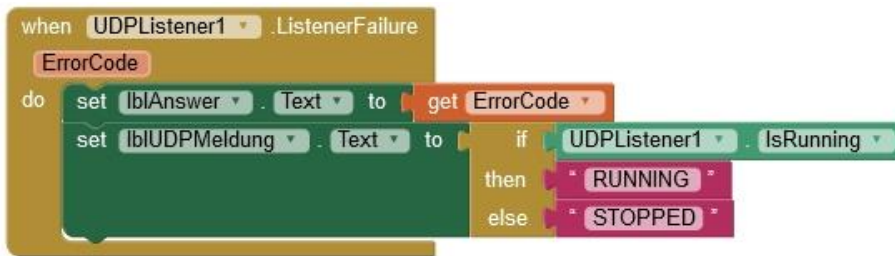 when UDPListener1 .ListenerFailure
ErrorCode
do set lblAnswer . Text to get ErrorCode
set lblUDPMeldung . Text to if UDPListener1 . IsRunning
then " RUNNING "
else " STOPPED "